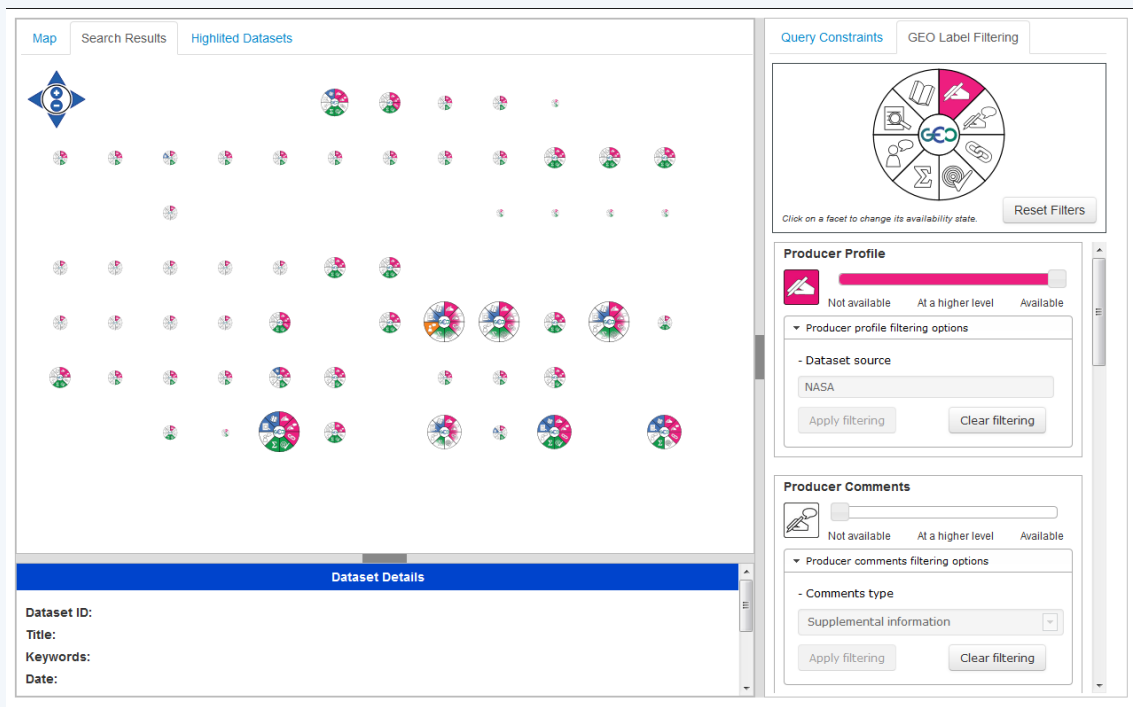 Map Search Results Highlited Datasets
Query Constraints GEO Label Filtering
GEO
Click on a facet to change its availability state.
Reset Filters
Producer Profile
Not available At a higher level Available
Producer profile filtering options
- Dataset source
NASA
Apply filtering Clear filtering
Producer Comments
Not available At a higher level Available
Producer comments filtering options
- Comments type
Supplemental information
Apply filtering Clear filtering
Dataset Details
Dataset ID:
Title:
Keywords:
Date: